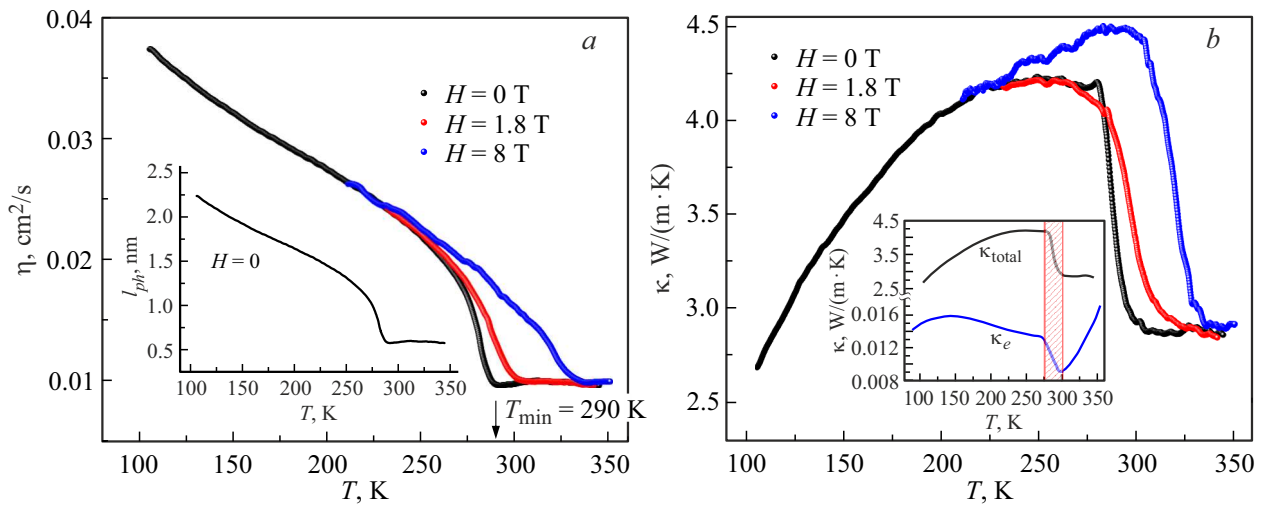 a
0.04
0.03
0.02
0.01
η, cm²/s
H = 0 T
H = 1.8 T
H = 8 T
2.5
2.0
1.5
1.0
0.5
l_ph, nm
H = 0
100 150 200 250 300 350
T, K
T_min = 290 K
100 150 200 250 300 350
T, K
b
4.5
4.0
3.5
3.0
2.5
κ, W/(m · K)
H = 0 T
H = 1.8 T
H = 8 T
4.5
3.5
2.5
0.016
0.012
0.008
κ, W/(m · K)
κ_total
κ_e
100 150 200 250 300 350
T, K
100 150 200 250 300 350
T, K